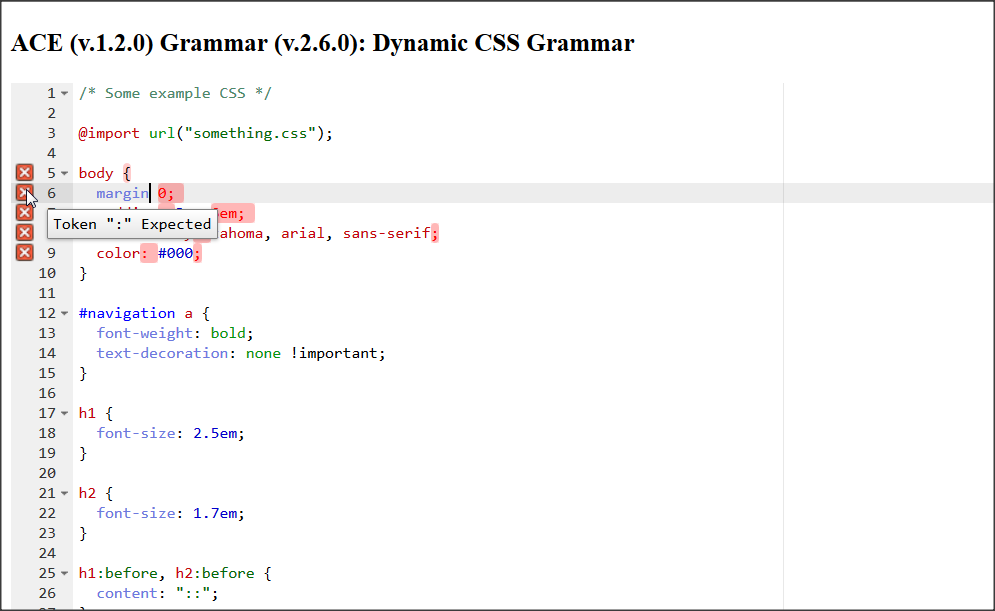 ACE (v.1.2.0) Grammar (v.2.6.0): Dynamic CSS Grammar
1 /* Some example CSS */
2
3 @import url("something.css");
4
5 body {
6 margin 0;
em;
Token ":" Expected
ahoma, arial, sans-serif;
9 color: #000;
10 }
11
12 #navigation a {
13 font-weight: bold;
14 text-decoration: none !important;
15 }
16
17 h1 {
18 font-size: 2.5em;
19 }
20
21 h2 {
22 font-size: 1.7em;
23 }
24
25 h1:before, h2:before {
26 content: "::";